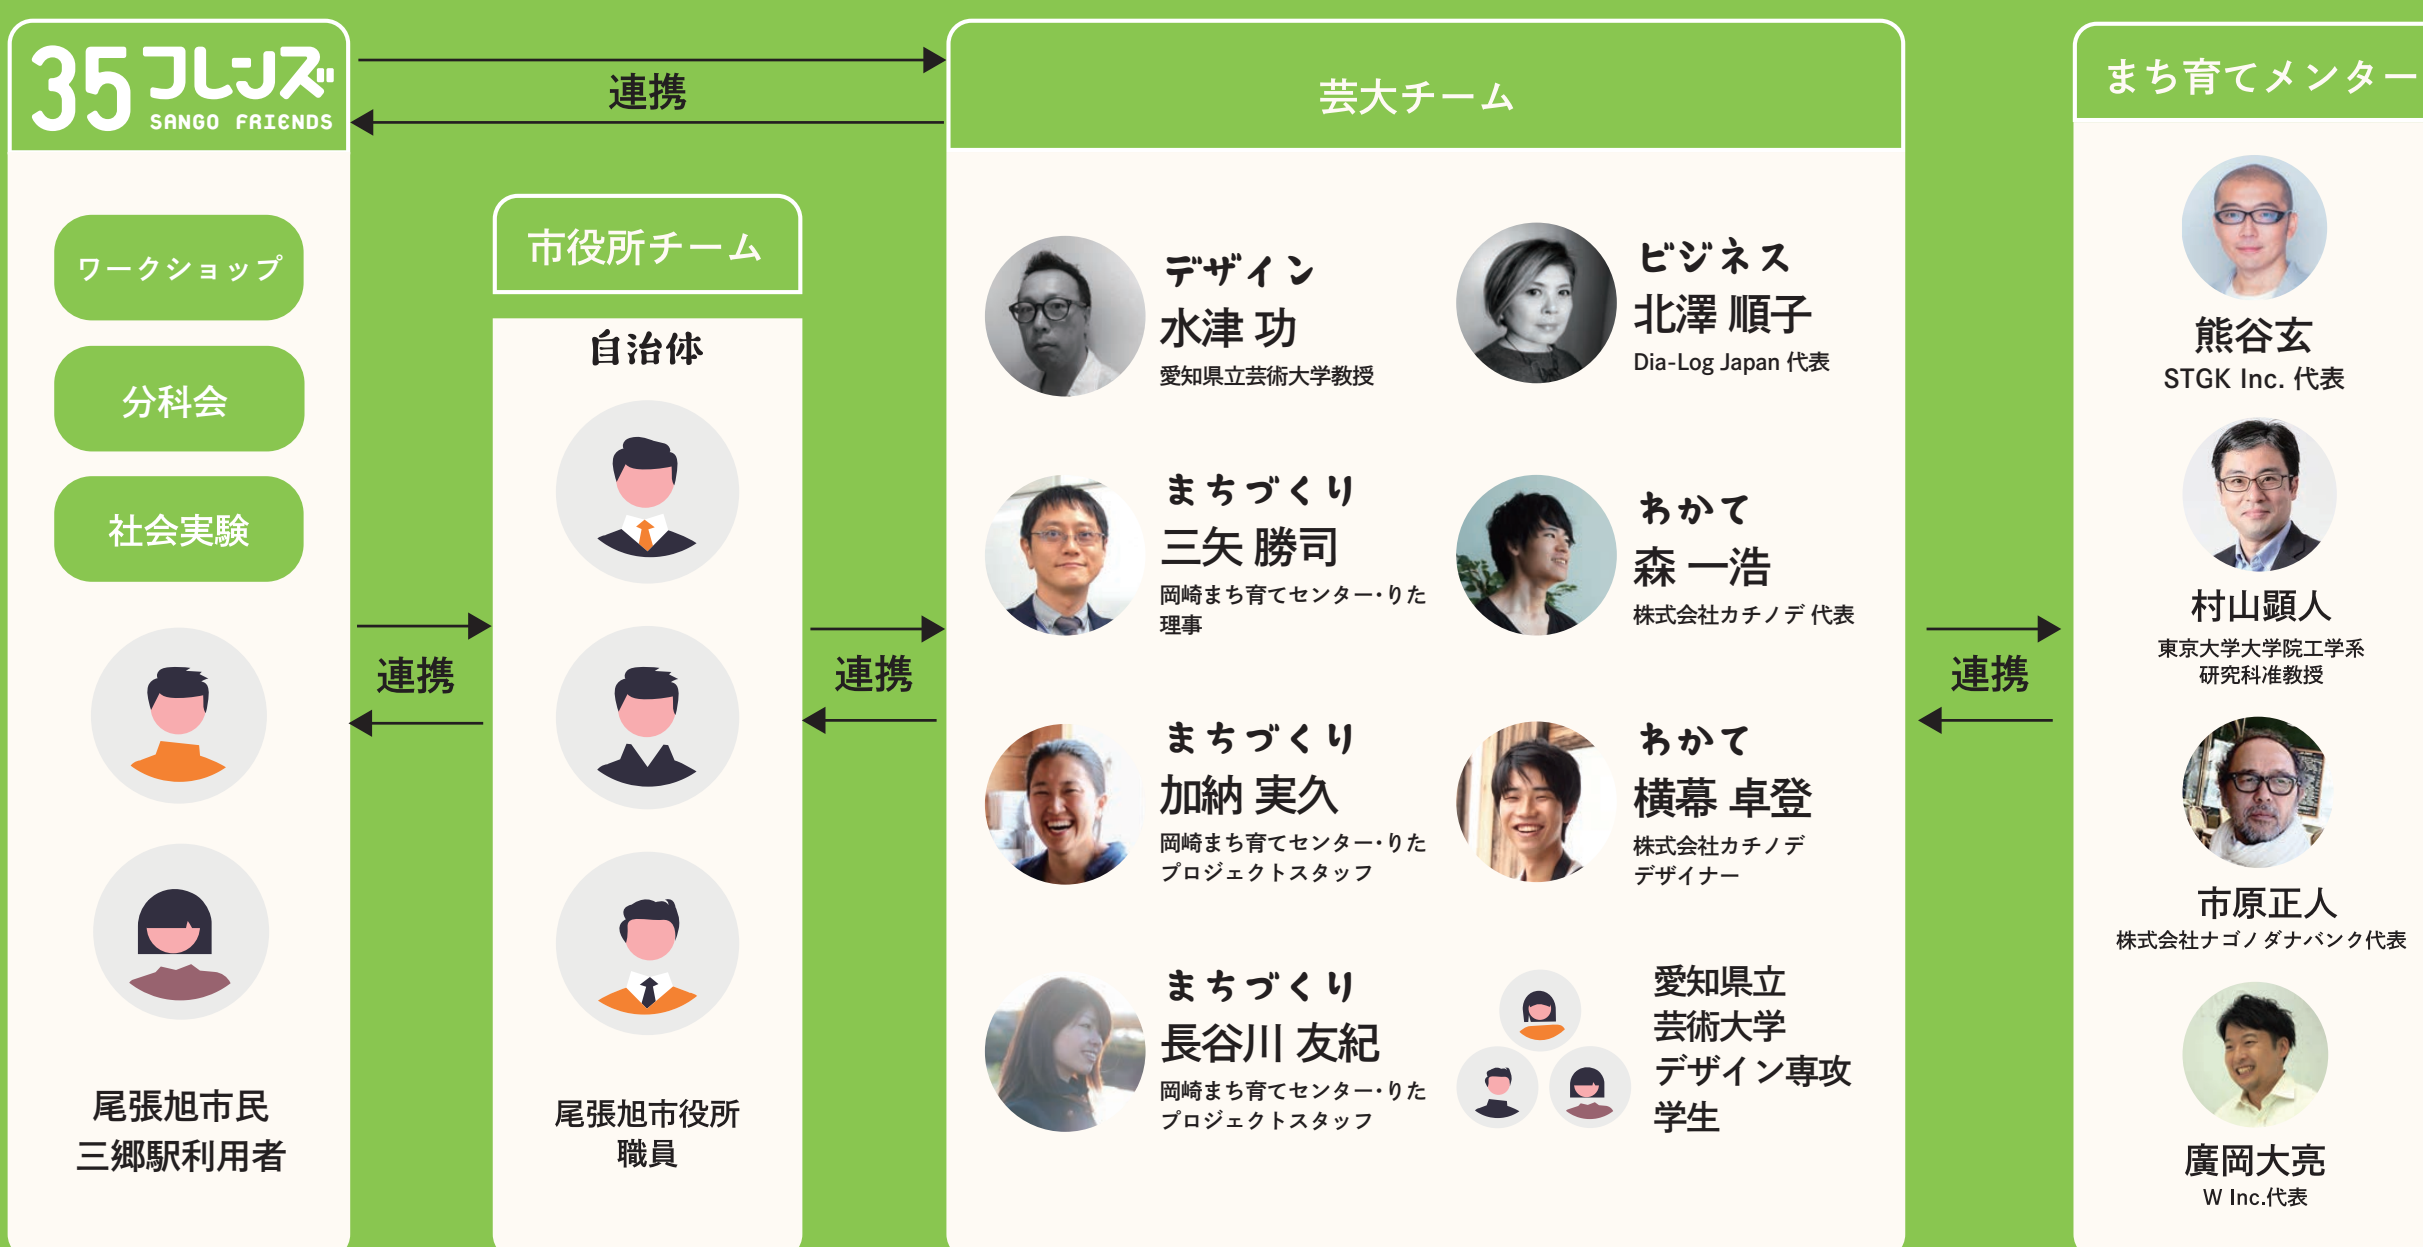 35フレンズ
SANGO FRIENDS
ワークショップ
分科会
社会実験
尾張旭市民
三郷駅利用者
連携
連携
市役所チーム
自治体
尾張旭市役所
職員
連携
芸大チーム
デザイン
水津 功
愛知県立芸術大学教授
ビジネス
北澤 順子
Dia-Log Japan 代表
まちづくり
三矢 勝司
岡崎まち育てセンター・りた
理事
わかて
森 一浩
株式会社カチノデ 代表
まちづくり
加納 実久
岡崎まち育てセンター・りた
プロジェクトスタッフ
わかて
横幕 卓登
株式会社カチノデ
デザイナー
まちづくり
長谷川 友紀
岡崎まち育てセンター・りた
プロジェクトスタッフ
愛知県立
芸術大学
デザイン専攻
学生
連携
まち育てメンター
熊谷玄
STGK Inc. 代表
村山顕人
東京大学大学院工学系
研究科准教授
市原正人
株式会社ナゴノダナバンク代表
廣岡大亮
W Inc.代表